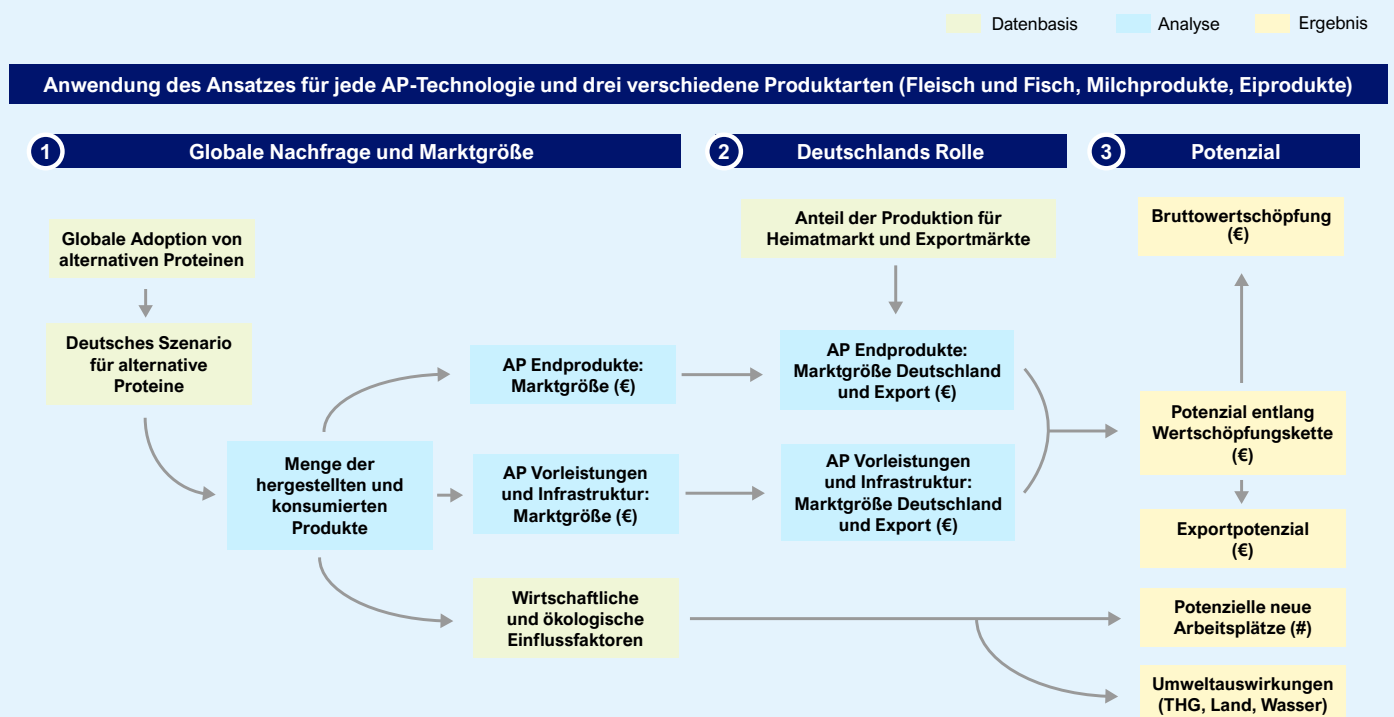 Datenbasis
Analyse
Ergebnis
Anwendung des Ansatzes für jede AP-Technologie und drei verschiedene Produktarten (Fleisch und Fisch, Milchprodukte, Eiprodukte)
1
Globale Nachfrage und Marktgröße
2
Deutschlands Rolle
3
Potenzial
Globale Adoption von
alternativen Proteinen
Deutsches Szenario
für alternative
Proteine
Menge der
hergestellten und
konsumierten
Produkte
AP Endprodukte:
Marktgröße (€)
AP Vorleistungen
und Infrastruktur:
Marktgröße (€)
Wirtschaftliche
und ökologische
Einflussfaktoren
Anteil der Produktion für
Heimatmarkt und Exportmärkte
AP Endprodukte:
Marktgröße Deutschland
und Export (€)
AP Vorleistungen
und Infrastruktur:
Marktgröße Deutschland
und Export (€)
Bruttowertschöpfung
(€)
Potenzial entlang
Wertschöpfungskette
(€)
Exportpotenzial
(€)
Potenzielle neue
Arbeitsplätze (#)
Umweltauswirkungen
(THG, Land, Wasser)